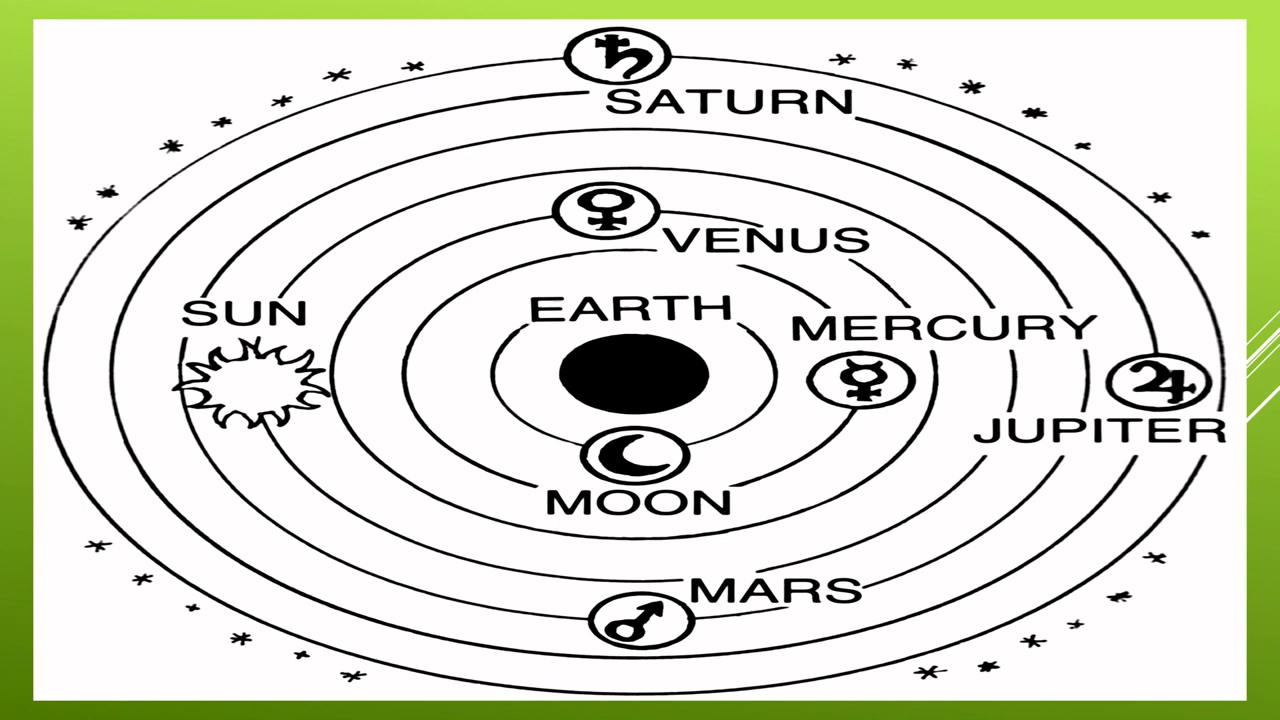 SATURN
VENUS
SUN
EARTH
MERCURY
JUPITER
MOON
MARS